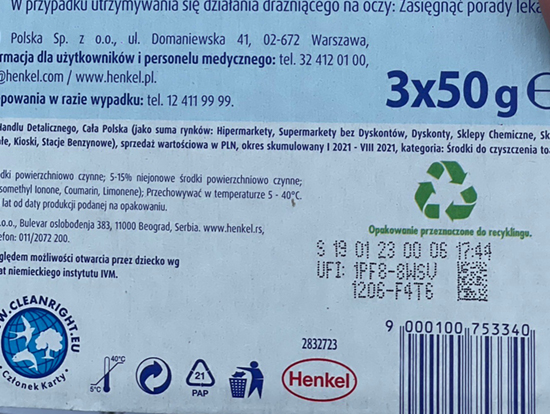 W przypadku utrzymywania się działania drażniącego na oczy: Zasięgnąć porady
Polska Sp. z o.o., ul. Domaniewska 41, 02-672 Warszawa,
rmacja dla użytkowników i personelu medycznego: tel. 32 412 01 00,
@henkel.com / www.henkel.pl.
powania w razie wypadku: tel. 12 411 99 99.
3x50 g e
Handlu Detalicznego, Cała Polska (jako suma rynków: Hipermarkety, Supermarkety bez Dyskontów, Dyskonty, Sklepy Chemiczne,
Kioski, Stacje Benzynowe), sprzedaż wartościowa w PLN, okres skumulowany I 2021 - VIII 2021, kategoria: Środki do czyszczenia
dki powierzchniowo czynne; 5-15% niejonowe środki powierzchniowo czynne;
somethyl Ionone, Coumarin, Limonene); Przechowywać w temperaturze 5 - 40°C.
lat od daty produkcji podanej na opakowaniu.
o.o., Bulevar oslobođenja 383, 11000 Beograd, Serbia. www.henkel.rs,
efon: 011/2072 200.
ględem możliwości otwarcia przez dziecko wg
at niemieckiego instytutu IVM.
Opakowanie przeznaczone do recyklingu.
S 19 01 23 00 06 17:44
UFI: 1PF8-8WSV
1206-F4T6
W.CLEANRIGHT.EU
Członek Karty
40°C
5°C
21
PAP
2832723
Henkel
9 000100 753340